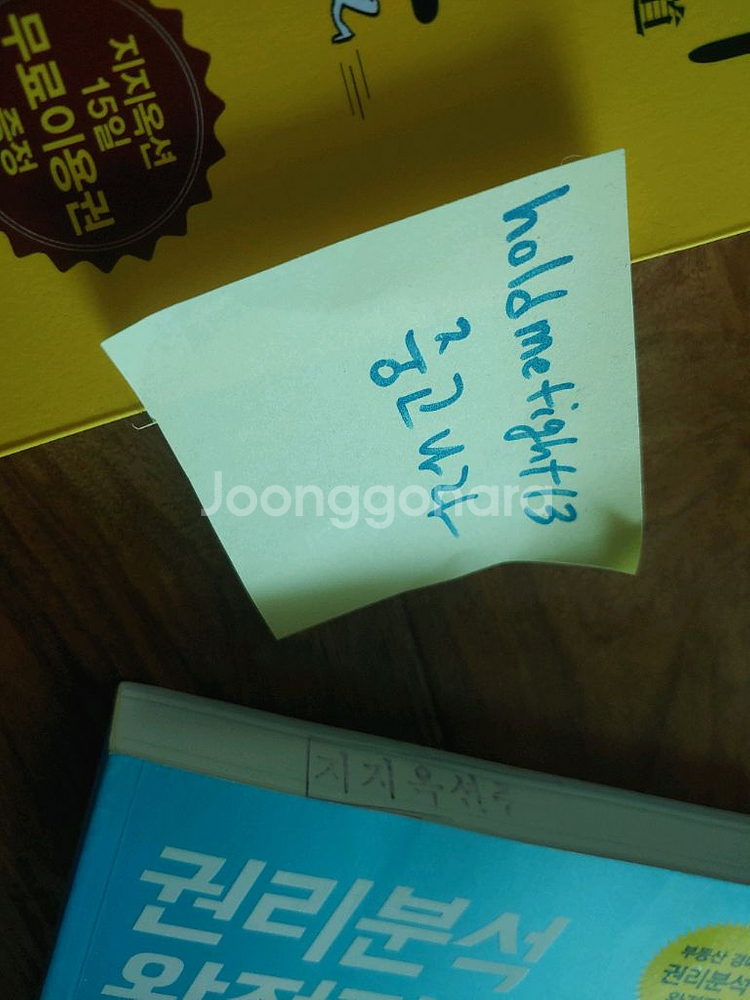 지지옥션
15일
무료이용권
증정
holdmetight13
중고나라
Joonggonara
지지옥션
권리분석
부동산 경매
권리분석